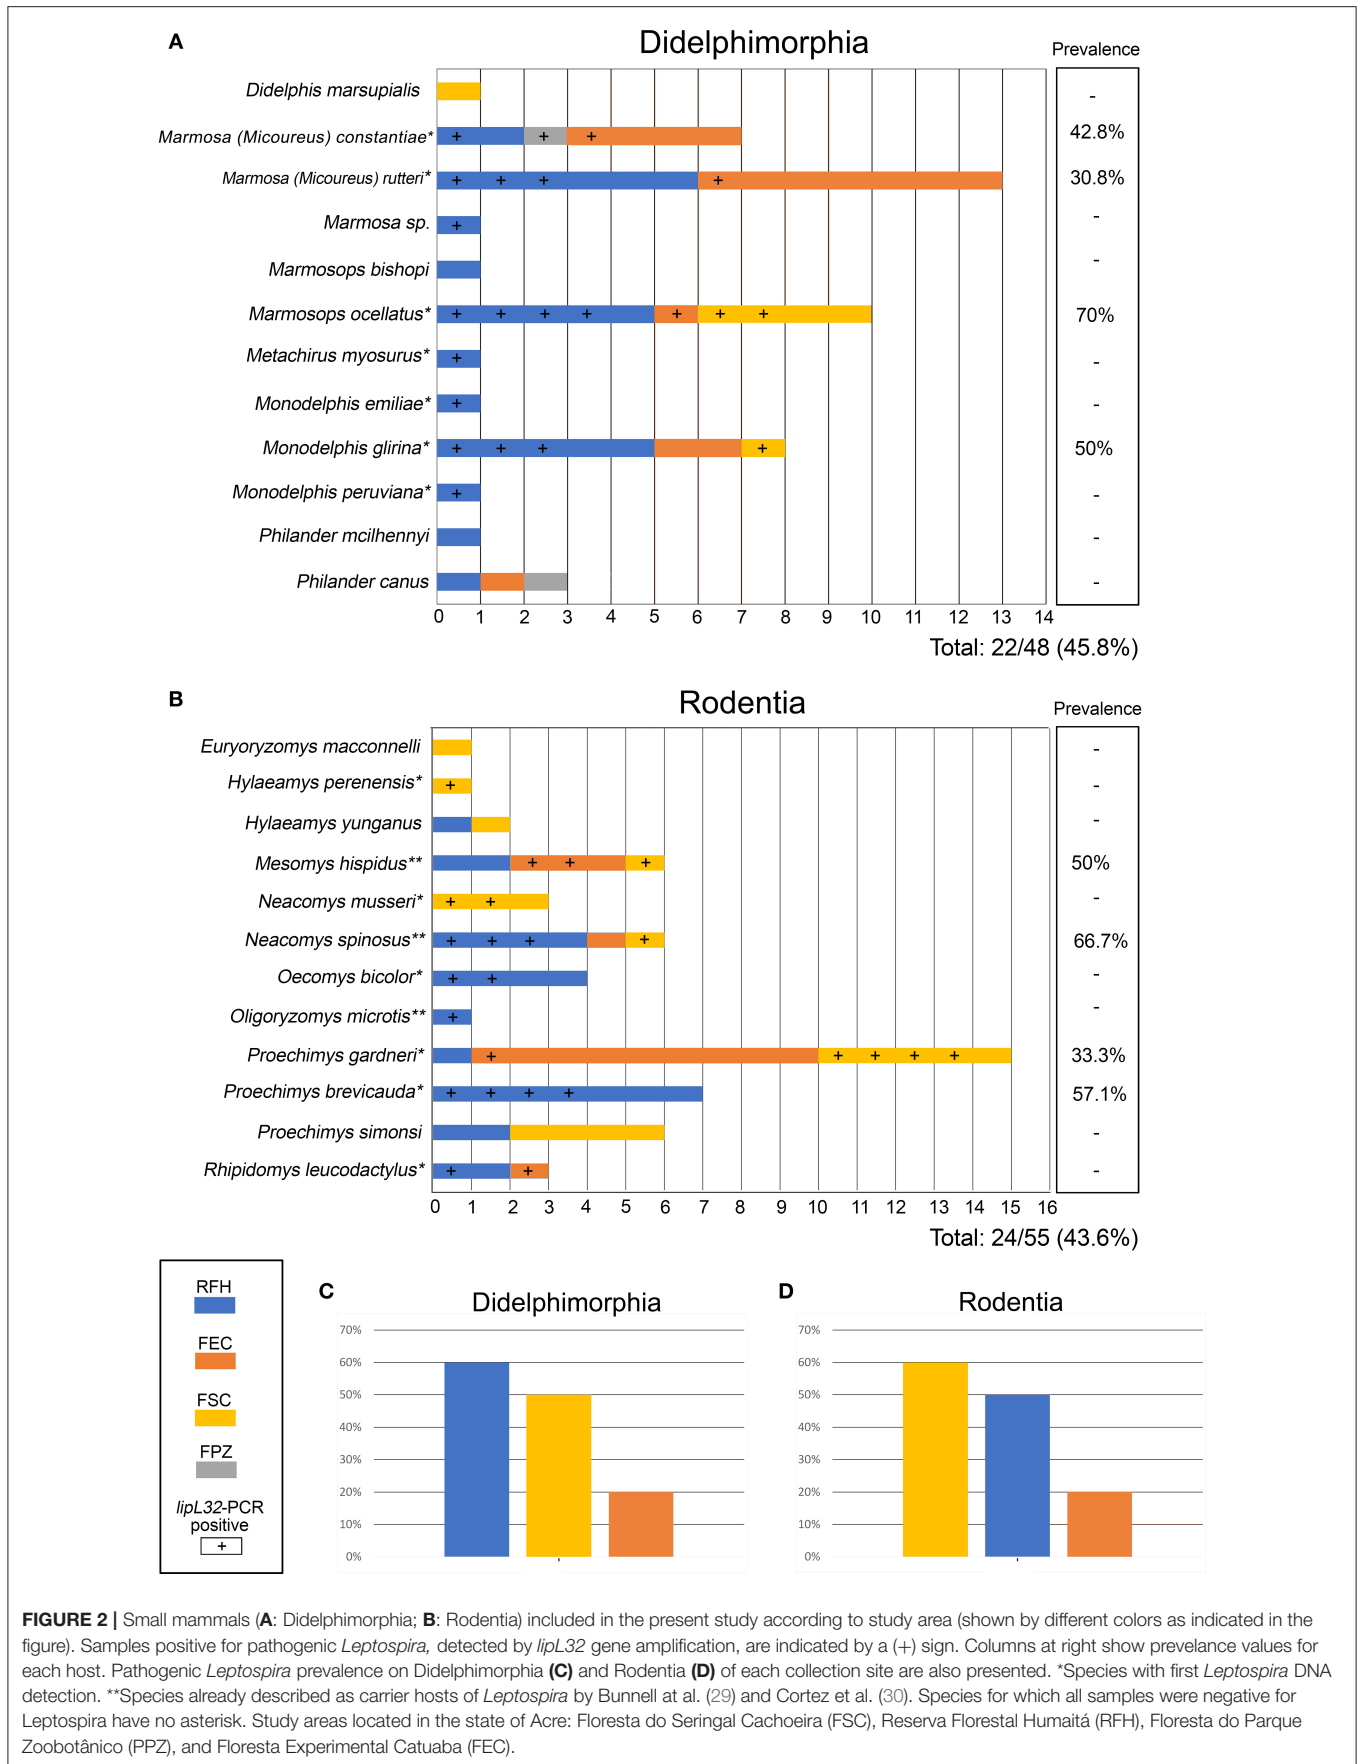 A
Didelphimorphia
Prevalence
Didelphis marsupialis -
Marmosa (Micoureus) constantiae* + + + 42.8%
Marmosa (Micoureus) rutteri* + + + + 30.8%
Marmosa sp. + -
Marmosops bishopi -
Marmosops ocellatus* + + + + + + + 70%
Metachirus myosurus* + -
Monodelphis emiliae* + -
Monodelphis glirina* + + + + 50%
Monodelphis peruviana* + -
Philander mcilhennyi -
Philander canus -
0 1 2 3 4 5 6 7 8 9 10 11 12 13 14
Total: 22/48 (45.8%)
B
Rodentia
Prevalence
Euryoryzomys macconnelli -
Hylaeamys perenensis* + -
Hylaeamys yunganus -
Mesomys hispidus** + + + 50%
Neacomys musseri* + + -
Neacomys spinosus** + + + + 66.7%
Oecomys bicolor* + + -
Oligoryzomys microtis** + -
Proechimys gardneri* + + + + + 33.3%
Proechimys brevicauda* + + + + 57.1%
Proechimys simonsi -
Rhipidomys leucodactylus* + + -
0 1 2 3 4 5 6 7 8 9 10 11 12 13 14 15 16
Total: 24/55 (43.6%)
RFH
FEC
FSC
FPZ
lipL32-PCR
positive
+
C
Didelphimorphia
70%
60%
50%
40%
30%
20%
10%
0%
D
Rodentia
70%
60%
50%
40%
30%
20%
10%
0%
FIGURE 2 | Small mammals (A: Didelphimorphia; B: Rodentia) included in the present study according to study area (shown by different colors as indicated in the
figure). Samples positive for pathogenic Leptospira, detected by lipL32 gene amplification, are indicated by a (+) sign. Columns at right show prevelance values for
each host. Pathogenic Leptospira prevalence on Didelphimorphia (C) and Rodentia (D) of each collection site are also presented. *Species with first Leptospira DNA
detection. **Species already described as carrier hosts of Leptospira by Bunnell at al. (29) and Cortez et al. (30). Species for which all samples were negative for
Leptospira have no asterisk. Study areas located in the state of Acre: Floresta do Seringal Cachoeira (FSC), Reserva Florestal Humaitá (RFH), Floresta do Parque
Zoobotânico (PPZ), and Floresta Experimental Catuaba (FEC).